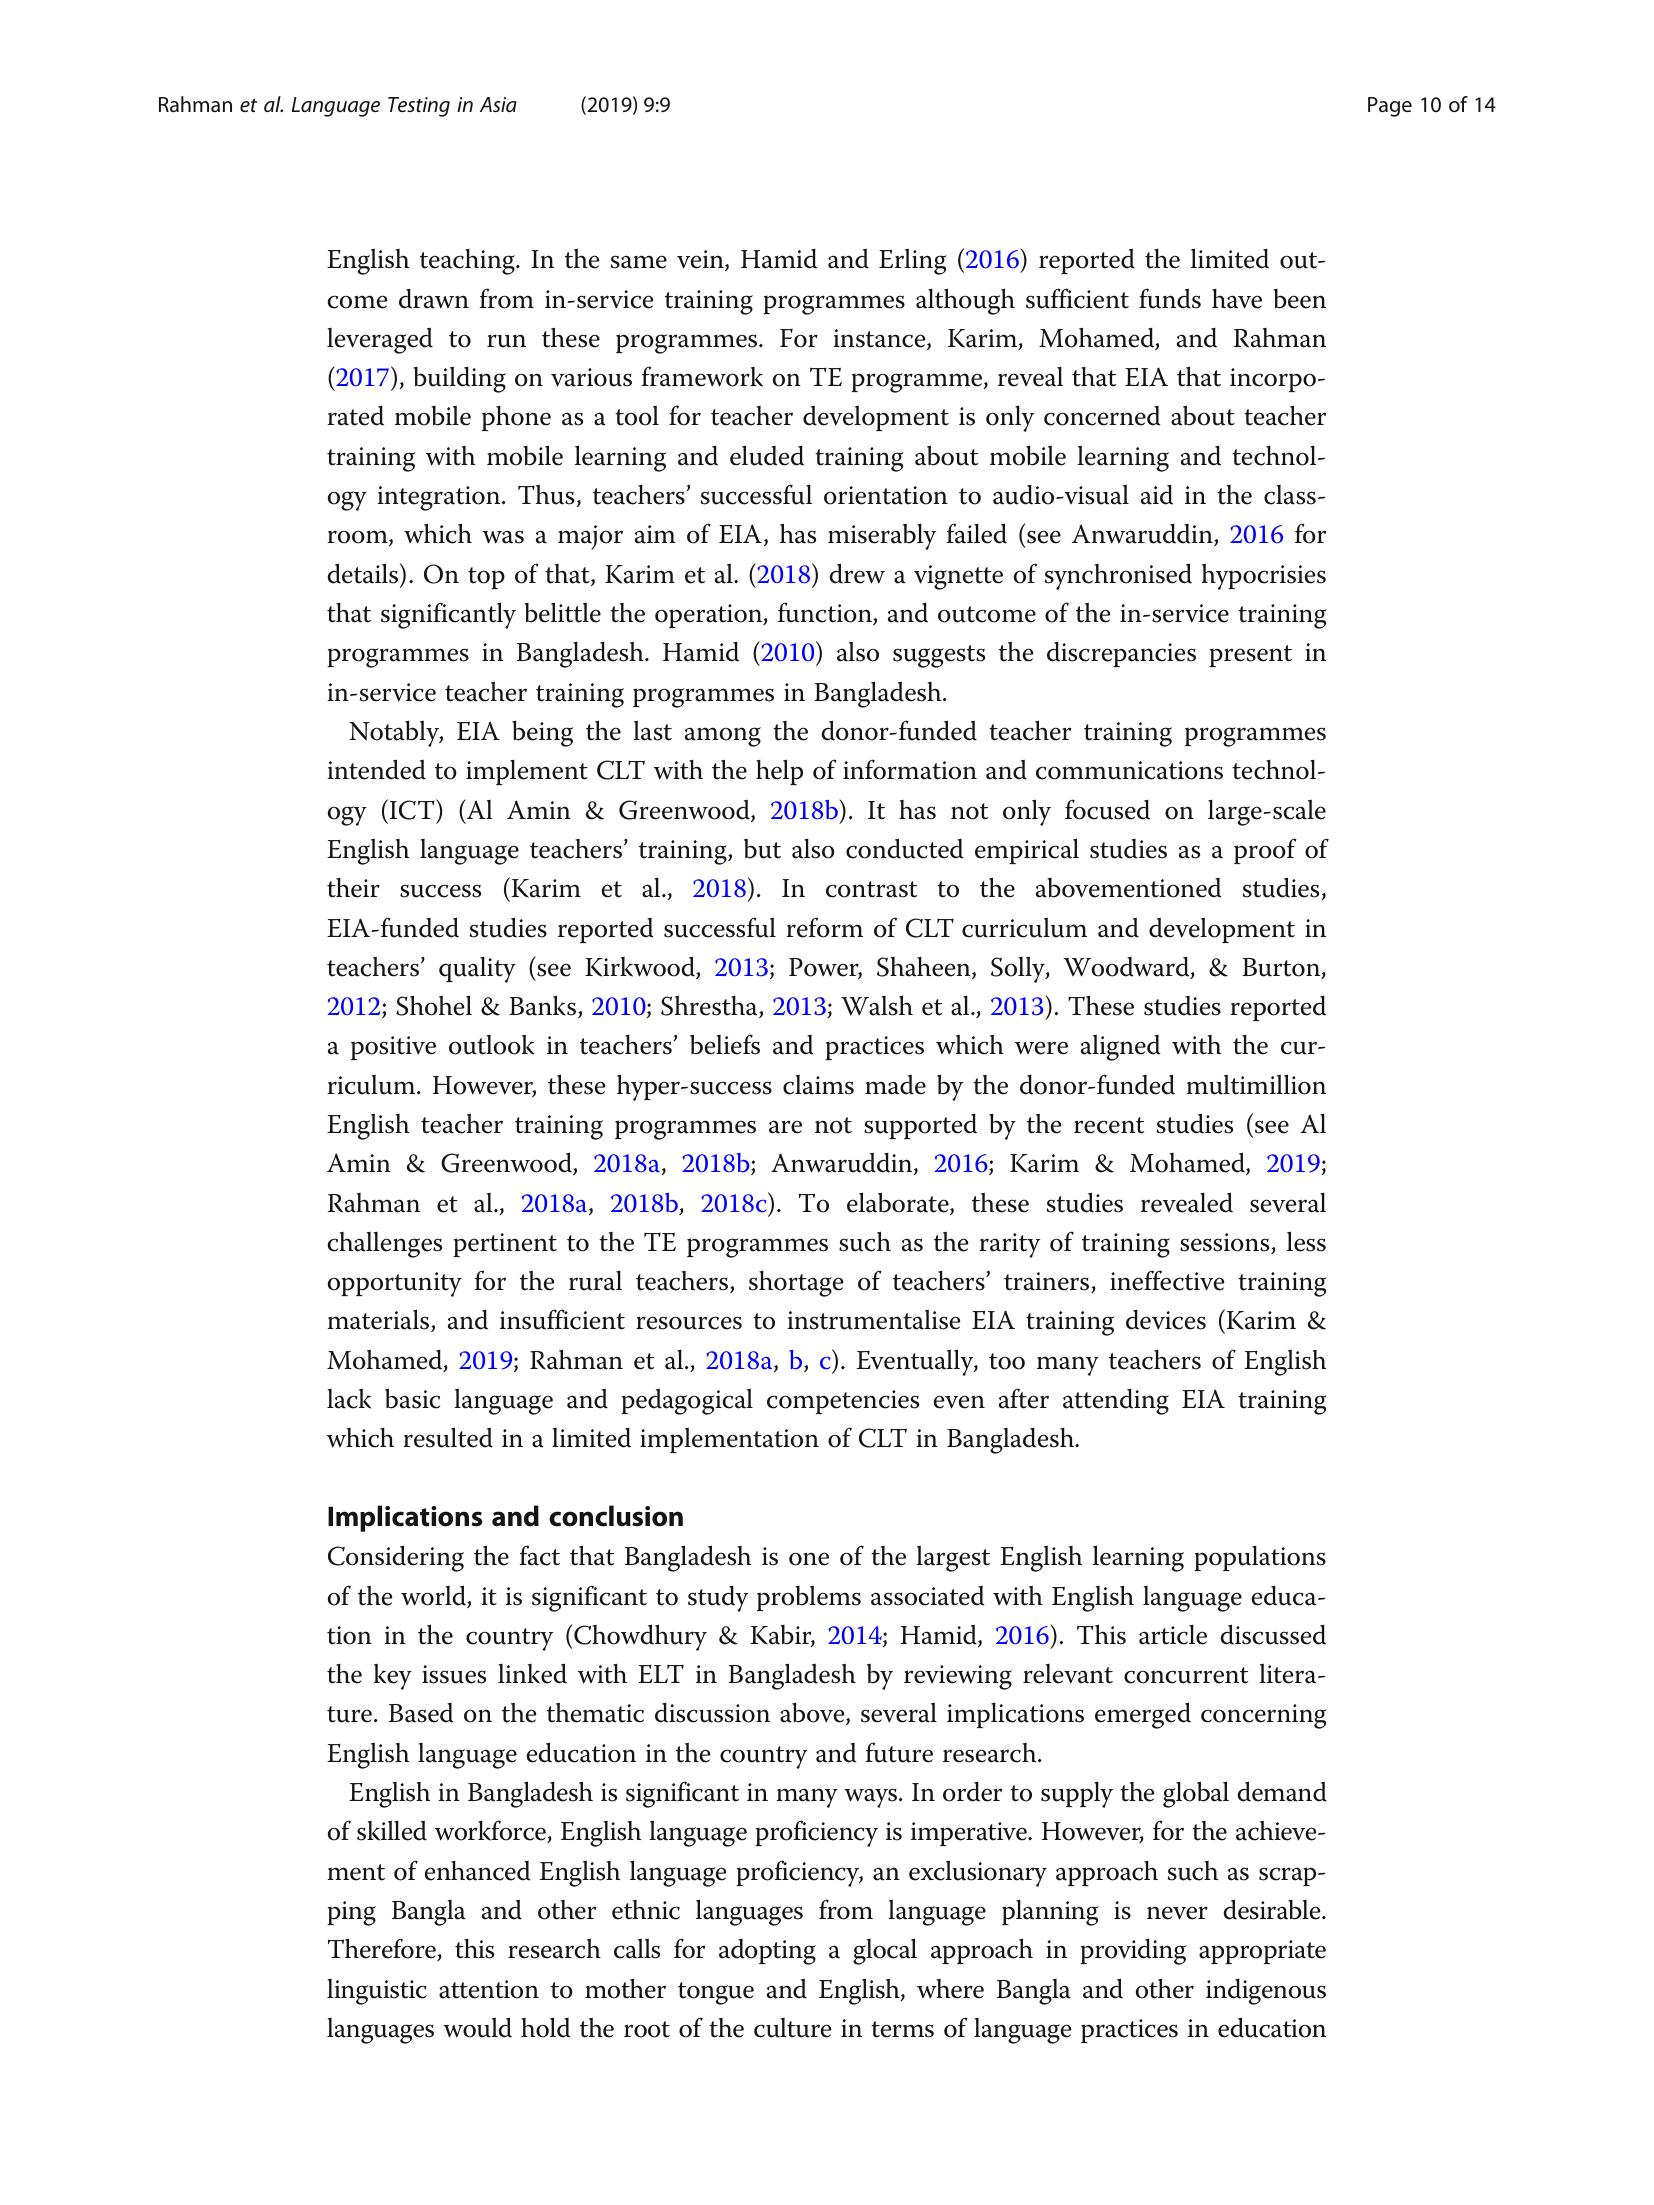 Rahman et al. Language Testing in Asia (2019) 9:9 Page 10 of 14
English teaching. In the same vein, Hamid and Erling (2016) reported the limited out-
come drawn from in-service training programmes although sufficient funds have been
leveraged to run these programmes. For instance, Karim, Mohamed, and Rahman
(2017), building on various framework on TE programme, reveal that EIA that incorpo-
rated mobile phone as a tool for teacher development is only concerned about teacher
training with mobile learning and eluded training about mobile learning and technol-
ogy integration. Thus, teachers’ successful orientation to audio-visual aid in the class-
room, which was a major aim of EIA, has miserably failed (see Anwaruddin, 2016 for
details). On top of that, Karim et al. (2018) drew a vignette of synchronised hypocrisies
that significantly belittle the operation, function, and outcome of the in-service training
programmes in Bangladesh. Hamid (2010) also suggests the discrepancies present in
in-service teacher training programmes in Bangladesh.
Notably, EIA being the last among the donor-funded teacher training programmes
intended to implement CLT with the help of information and communications technol-
ogy (ICT) (Al Amin & Greenwood, 2018b). It has not only focused on large-scale
English language teachers’ training, but also conducted empirical studies as a proof of
their success (Karim et al., 2018). In contrast to the abovementioned studies,
EIA-funded studies reported successful reform of CLT curriculum and development in
teachers’ quality (see Kirkwood, 2013; Power, Shaheen, Solly, Woodward, & Burton,
2012; Shohel & Banks, 2010; Shrestha, 2013; Walsh et al., 2013). These studies reported
a positive outlook in teachers’ beliefs and practices which were aligned with the cur-
riculum. However, these hyper-success claims made by the donor-funded multimillion
English teacher training programmes are not supported by the recent studies (see Al
Amin & Greenwood, 2018a, 2018b; Anwaruddin, 2016; Karim & Mohamed, 2019;
Rahman et al., 2018a, 2018b, 2018c). To elaborate, these studies revealed several
challenges pertinent to the TE programmes such as the rarity of training sessions, less
opportunity for the rural teachers, shortage of teachers’ trainers, ineffective training
materials, and insufficient resources to instrumentalise EIA training devices (Karim &
Mohamed, 2019; Rahman et al., 2018a, b, c). Eventually, too many teachers of English
lack basic language and pedagogical competencies even after attending EIA training
which resulted in a limited implementation of CLT in Bangladesh.
Implications and conclusion
Considering the fact that Bangladesh is one of the largest English learning populations
of the world, it is significant to study problems associated with English language educa-
tion in the country (Chowdhury & Kabir, 2014; Hamid, 2016). This article discussed
the key issues linked with ELT in Bangladesh by reviewing relevant concurrent litera-
ture. Based on the thematic discussion above, several implications emerged concerning
English language education in the country and future research.
English in Bangladesh is significant in many ways. In order to supply the global demand
of skilled workforce, English language proficiency is imperative. However, for the achieve-
ment of enhanced English language proficiency, an exclusionary approach such as scrap-
ping Bangla and other ethnic languages from language planning is never desirable.
Therefore, this research calls for adopting a glocal approach in providing appropriate
linguistic attention to mother tongue and English, where Bangla and other indigenous
languages would hold the root of the culture in terms of language practices in education